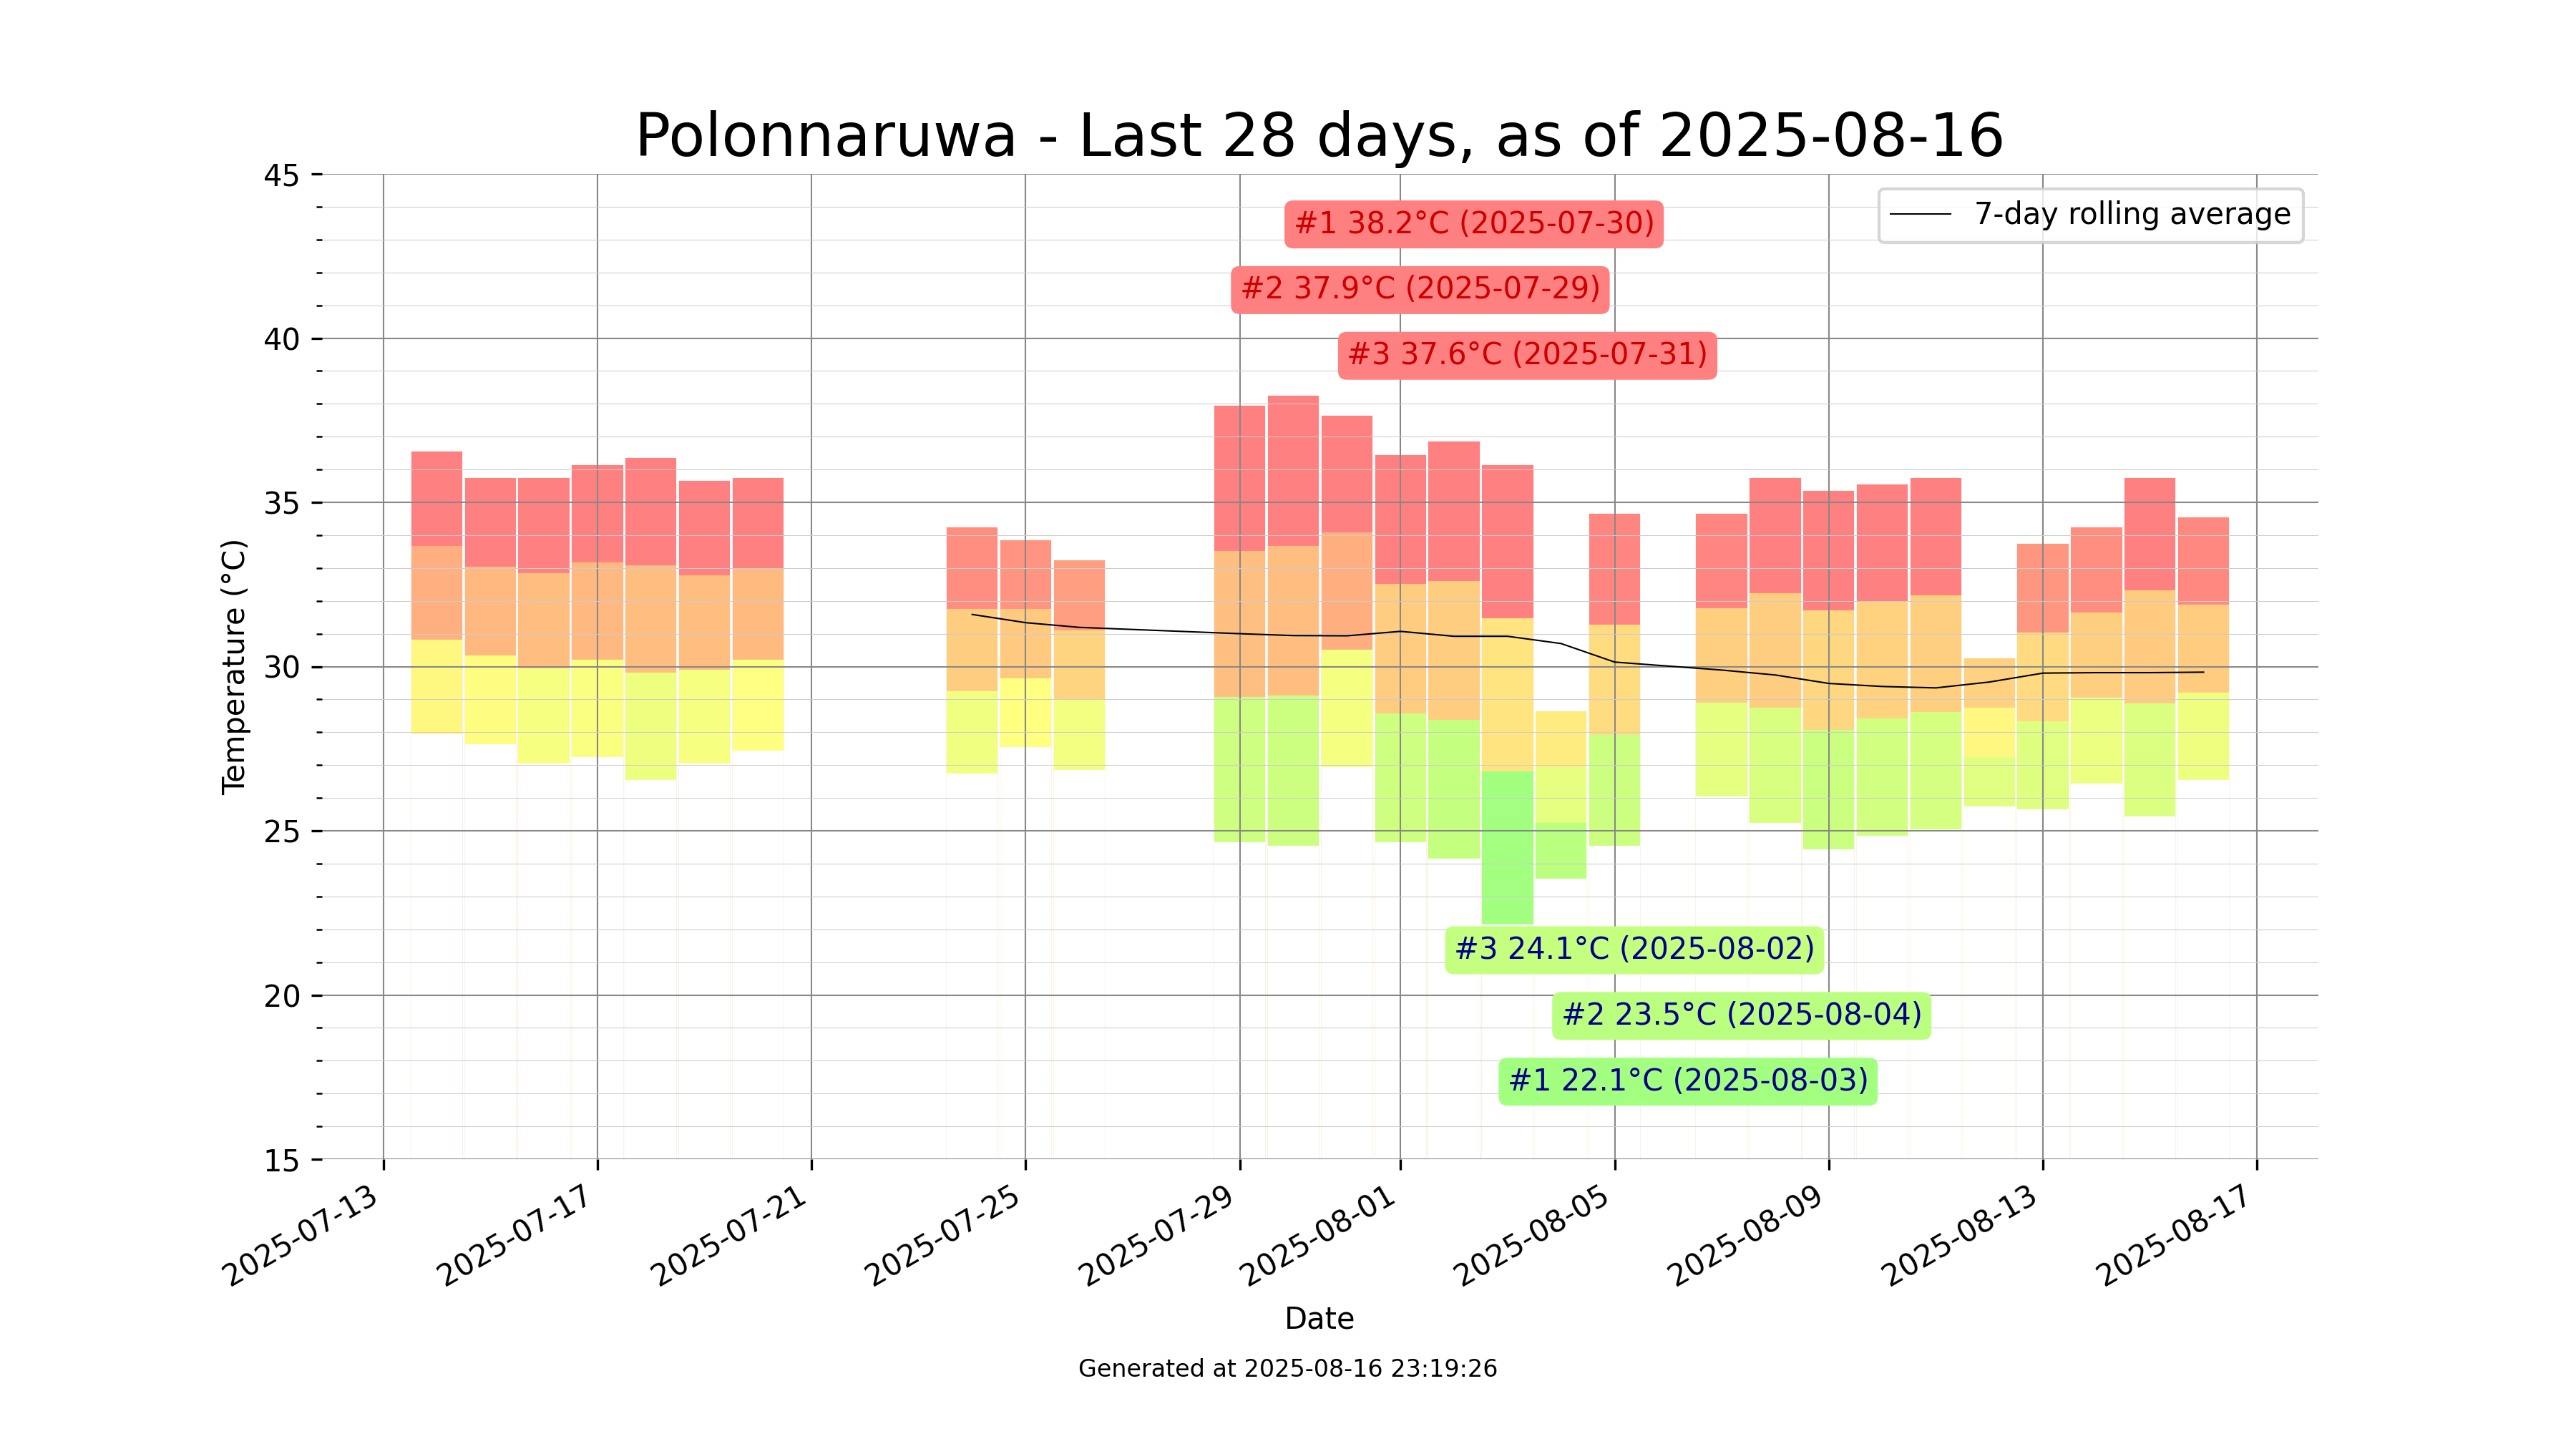 Polonnaruwa - Last 28 days, as of 2025-08-16
7-day rolling average
#1 38.2°C (2025-07-30)
#2 37.9°C (2025-07-29)
#3 37.6°C (2025-07-31)
#3 24.1°C (2025-08-02)
#2 23.5°C (2025-08-04)
#1 22.1°C (2025-08-03)
Temperature (°C)
45
40
35
30
25
20
15
2025-07-13
2025-07-17
2025-07-21
2025-07-25
2025-07-29
2025-08-01
2025-08-05
2025-08-09
2025-08-13
2025-08-17
Date
Generated at 2025-08-16 23:19:26